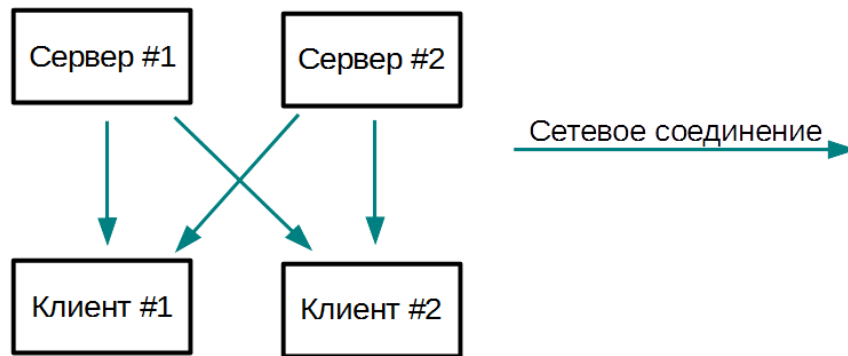 Сервер #1
Сервер #2
Сетевое соединение
Клиент #1
Клиент #2